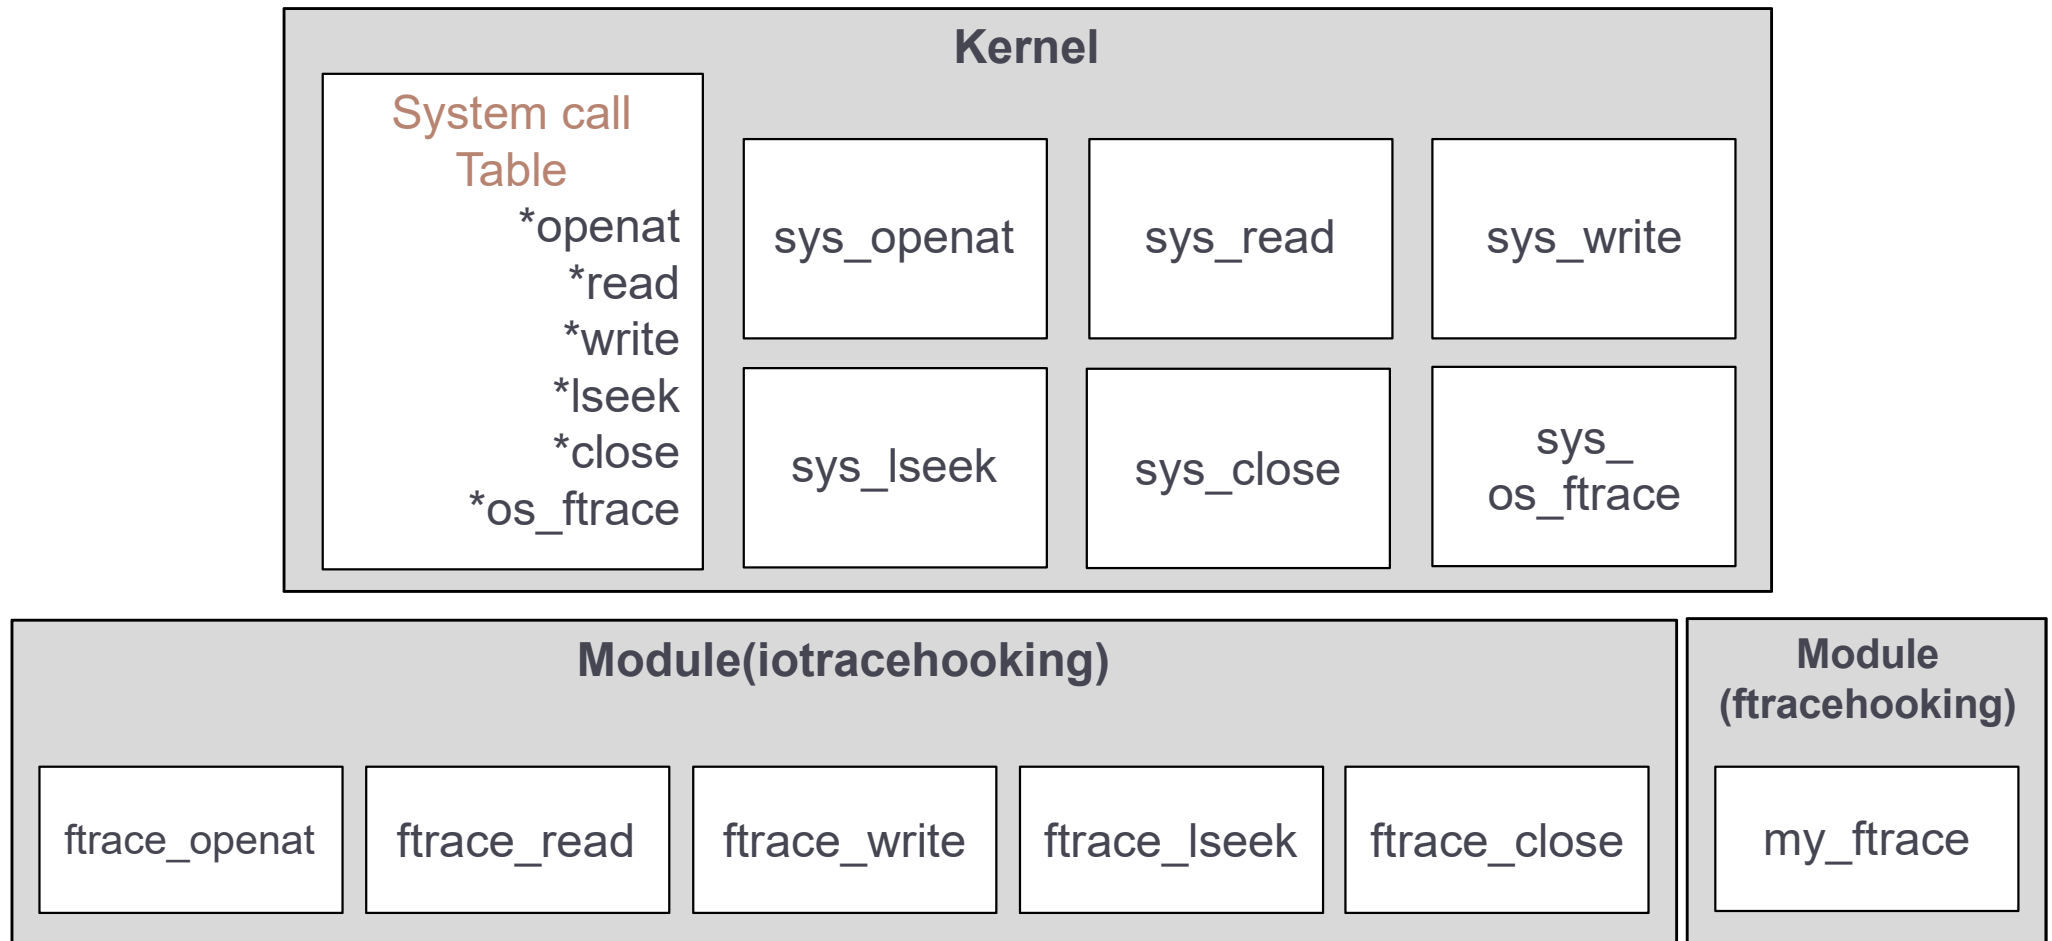 Kernel
System call
Table
*openat
*read
*write
*lseek
*close
*os_ftrace
sys_openat
sys_read
sys_write
sys_lseek
sys_close
sys_
os_ftrace
Module(iotracehooking)
ftrace_openat
ftrace_read
ftrace_write
ftrace_lseek
ftrace_close
Module
(ftracehooking)
my_ftrace